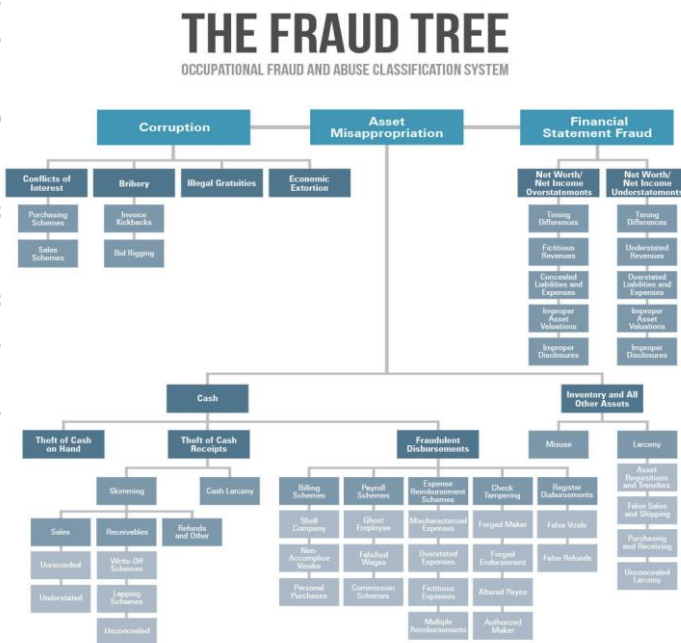 THE FRAUD TREE
OCCUPATIONAL FRAUD AND ABUSE CLASSIFICATION SYSTEM
Corruption
Asset
Misappropriation
Financial
Statement Fraud
Conflicts of
Interest
Bribery
Illegal Gratuities
Economic
Extortion
Net Worth/
Net Income
Overstatements
Net Worth/
Net Income
Understatements
Purchasing
Schemes
Sales
Schemes
Invoice
Kickbacks
Bid Rigging
Timing
Differences
Fictitious
Revenues
Concealed
Liabilities and
Expenses
Improper
Asset
Valuations
Improper
Disclosures
Timing
Differences
Understated
Revenues
Overstated
Liabilities and
Expenses
Improper
Asset
Valuations
Improper
Disclosures
Cash
Inventory and All
Other Assets
Theft of Cash
on Hand
Theft of Cash
Receipts
Fraudulent
Disbursements
Misuse
Larceny
Skimming
Cash Larceny
Sales
Receivables
Refunds
and Other
Unrecorded
Understated
Write-Off
Schemes
Lapping
Schemes
Unconcealed
Billing
Schemes
Shell
Company
Non-
Accomplice
Vendor
Personal
Purchases
Payroll
Schemes
Ghost
Employee
Falsified
Wages
Commission
Schemes
Expense
Reimbursement
Schemes
Mischaracterized
Expenses
Overstated
Expenses
Fictitious
Expenses
Multiple
Reimbursements
Check
Tampering
Forged Maker
Forged
Endorsement
Altered Payee
Authorized
Maker
Register
Disbursements
False Voids
False Refunds
Asset
Requisitions
and Transfers
False Sales
and Shipping
Purchasing
and Receiving
Unconcealed
Larceny